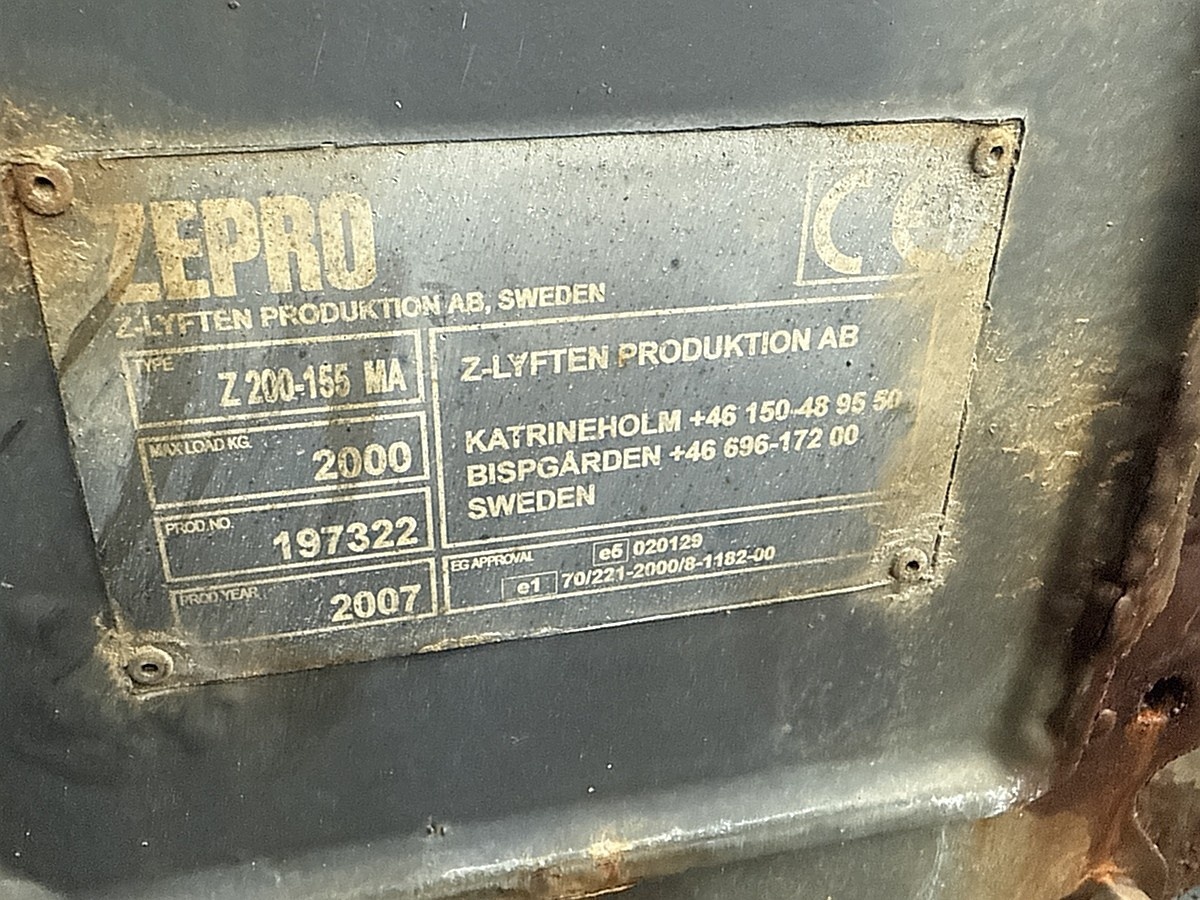 ZEPRO
CE
Z-LYFTEN PRODUKTION AB, SWEDEN
TYPE
Z 200-155 MA
MAX LOAD KG.
2000
PROD.NO.
197322
PROD YEAR
2007
Z-LYFTEN PRODUKTION AB
KATRINEHOLM +46 150-48 95 50
BISPGÅRDEN +46 696-172 00
SWEDEN
EG APPROVAL
e5 020129
e1 70/221-2000/8-1182-00